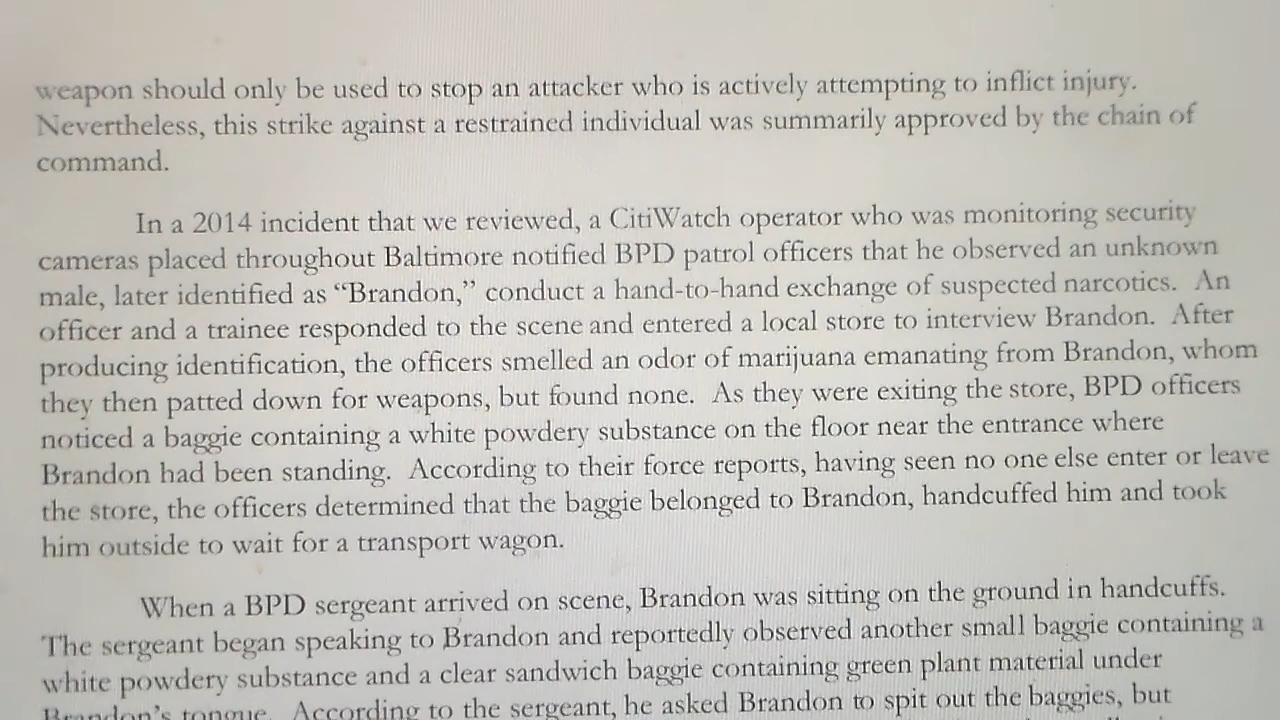 weapon should only be used to stop an attacker who is actively attempting to inflict injury.
Nevertheless, this strike against a restrained individual was summarily approved by the chain of
command.
In a 2014 incident that we reviewed, a CitiWatch operator who was monitoring security
cameras placed throughout Baltimore notified BPD patrol officers that he observed an unknown
male, later identified as “Brandon,” conduct a hand-to-hand exchange of suspected narcotics. An
officer and a trainee responded to the scene and entered a local store to interview Brandon. After
producing identification, the officers smelled an odor of marijuana emanating from Brandon, whom
they then patted down for weapons, but found none. As they were exiting the store, BPD officers
noticed a baggie containing a white powdery substance on the floor near the entrance where
Brandon had been standing. According to their force reports, having seen no one else enter or leave
the store, the officers determined that the baggie belonged to Brandon, handcuffed him and took
him outside to wait for a transport wagon.
When a BPD sergeant arrived on scene, Brandon was sitting on the ground in handcuffs.
The sergeant began speaking to Brandon and reportedly observed another small baggie containing a
white powdery substance and a clear sandwich baggie containing green plant material under
Brandon’s tongue. According to the sergeant, he asked Brandon to spit out the baggies, but